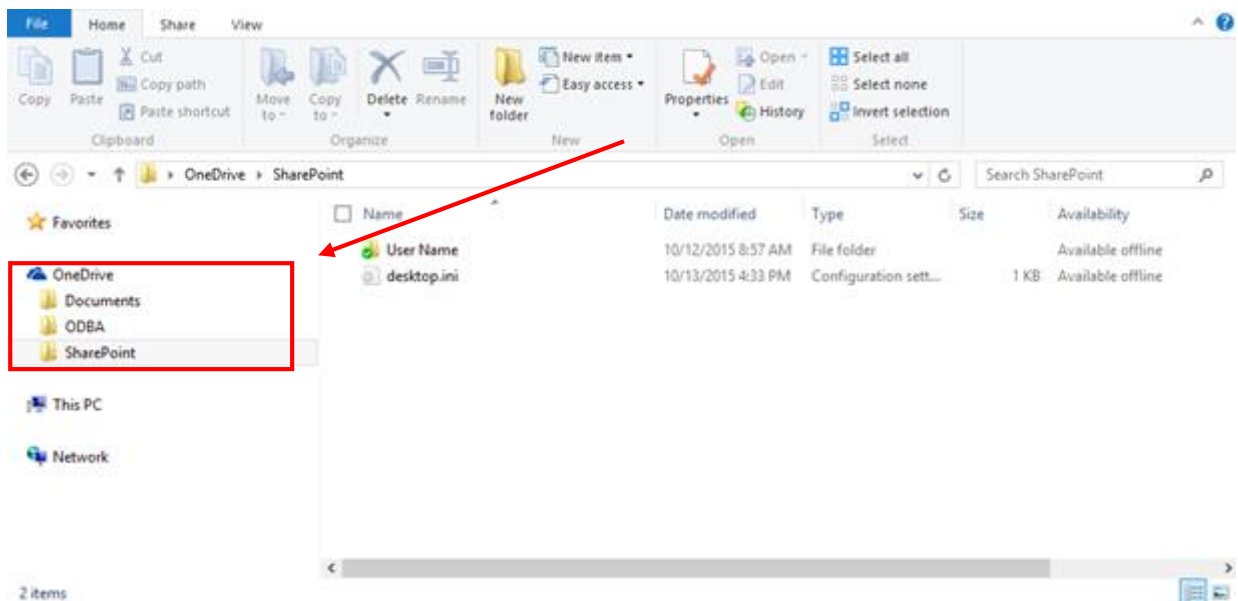 File Home Share View
Cut
Copy path
Paste shortcut
Copy Paste
Clipboard
Move to Copy to Delete Rename
Organize
New folder
New item
Easy access
New
Properties
Open
Edit
History
Open
Select all
Select none
Invert selection
Select
OneDrive SharePoint
Search SharePoint
Favorites
OneDrive
Documents
ODBA
SharePoint
This PC
Network
Name Date modified Type Size Availability
User Name 10/12/2015 8:57 AM File folder Available offline
desktop.ini 10/13/2015 4:33 PM Configuration sett... 1 KB Available offline
2 items